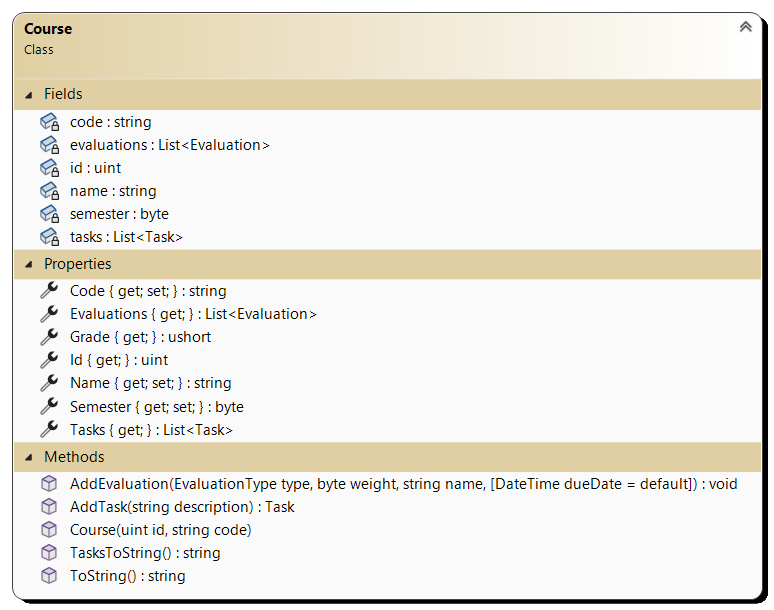 Course
Class
Fields
code : string
evaluations : List<Evaluation>
id : uint
name : string
semester : byte
tasks : List<Task>
Properties
Code { get; set; } : string
Evaluations { get; } : List<Evaluation>
Grade { get; } : ushort
Id { get; } : uint
Name { get; set; } : string
Semester { get; set; } : byte
Tasks { get; } : List<Task>
Methods
AddEvaluation(EvaluationType type, byte weight, string name, [DateTime dueDate = default]) : void
AddTask(string description) : Task
Course(uint id, string code)
TasksToString() : string
ToString() : string